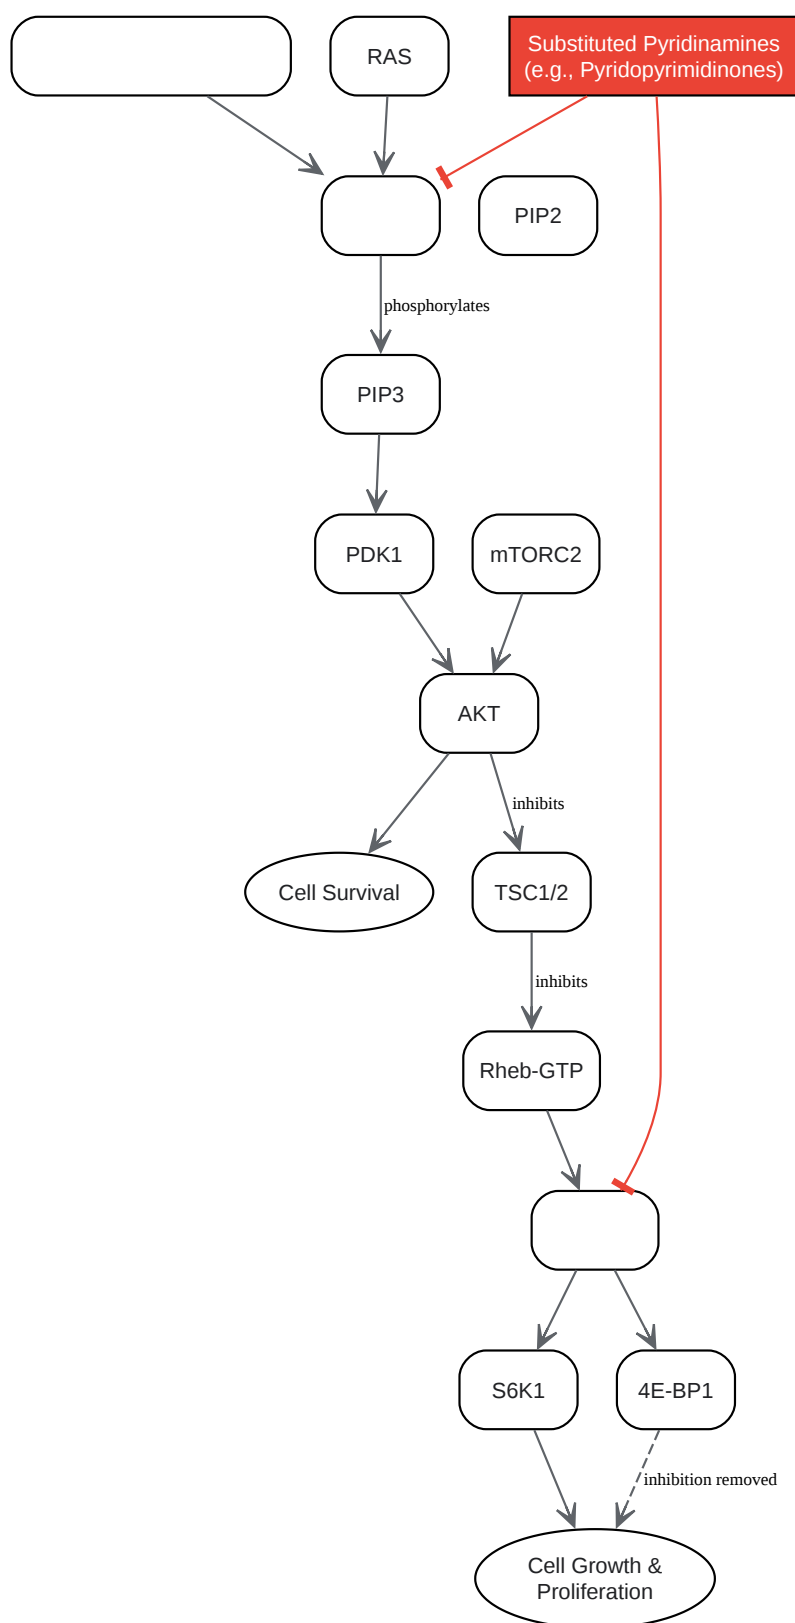 RAS
Substituted Pyridinamines
(e.g., Pyridopyrimidinones)
PIP2
phosphorylates
PIP3
PDK1
mTORC2
AKT
inhibits
Cell Survival
TSC1/2
inhibits
Rheb-GTP
S6K1
4E-BP1
inhibition removed
Cell Growth &
Proliferation